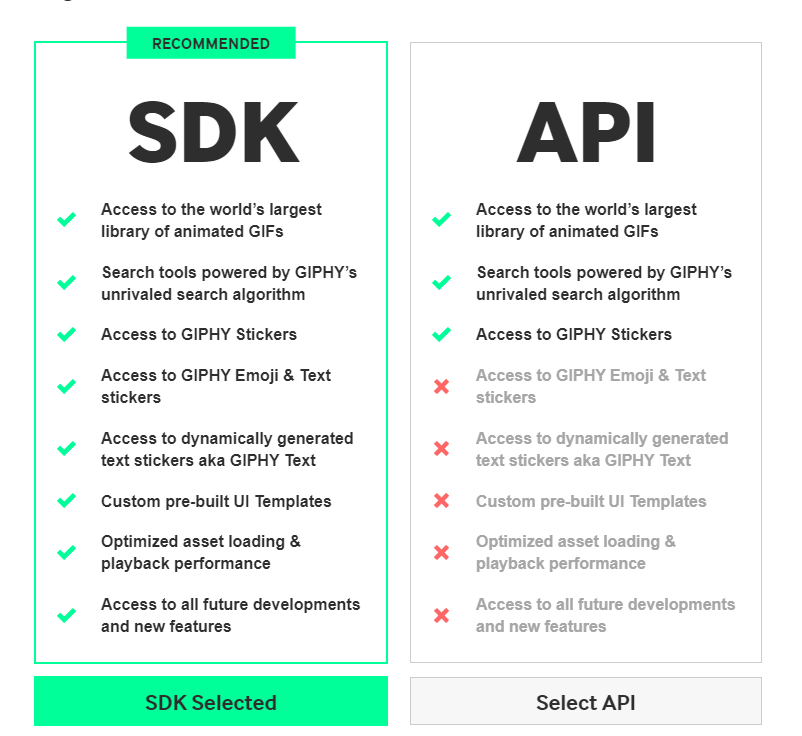 RECOMMENDED
SDK
Access to the world’s largest
library of animated GIFs
Search tools powered by GIPHY’s
unrivaled search algorithm
Access to GIPHY Stickers
Access to GIPHY Emoji & Text
stickers
Access to dynamically generated
text stickers aka GIPHY Text
Custom pre-built UI Templates
Optimized asset loading &
playback performance
Access to all future developments
and new features
SDK Selected
API
Access to the world’s largest
library of animated GIFs
Search tools powered by GIPHY’s
unrivaled search algorithm
Access to GIPHY Stickers
Access to GIPHY Emoji & Text
stickers
Access to dynamically generated
text stickers aka GIPHY Text
Custom pre-built UI Templates
Optimized asset loading &
playback performance
Access to all future developments
and new features
Select API